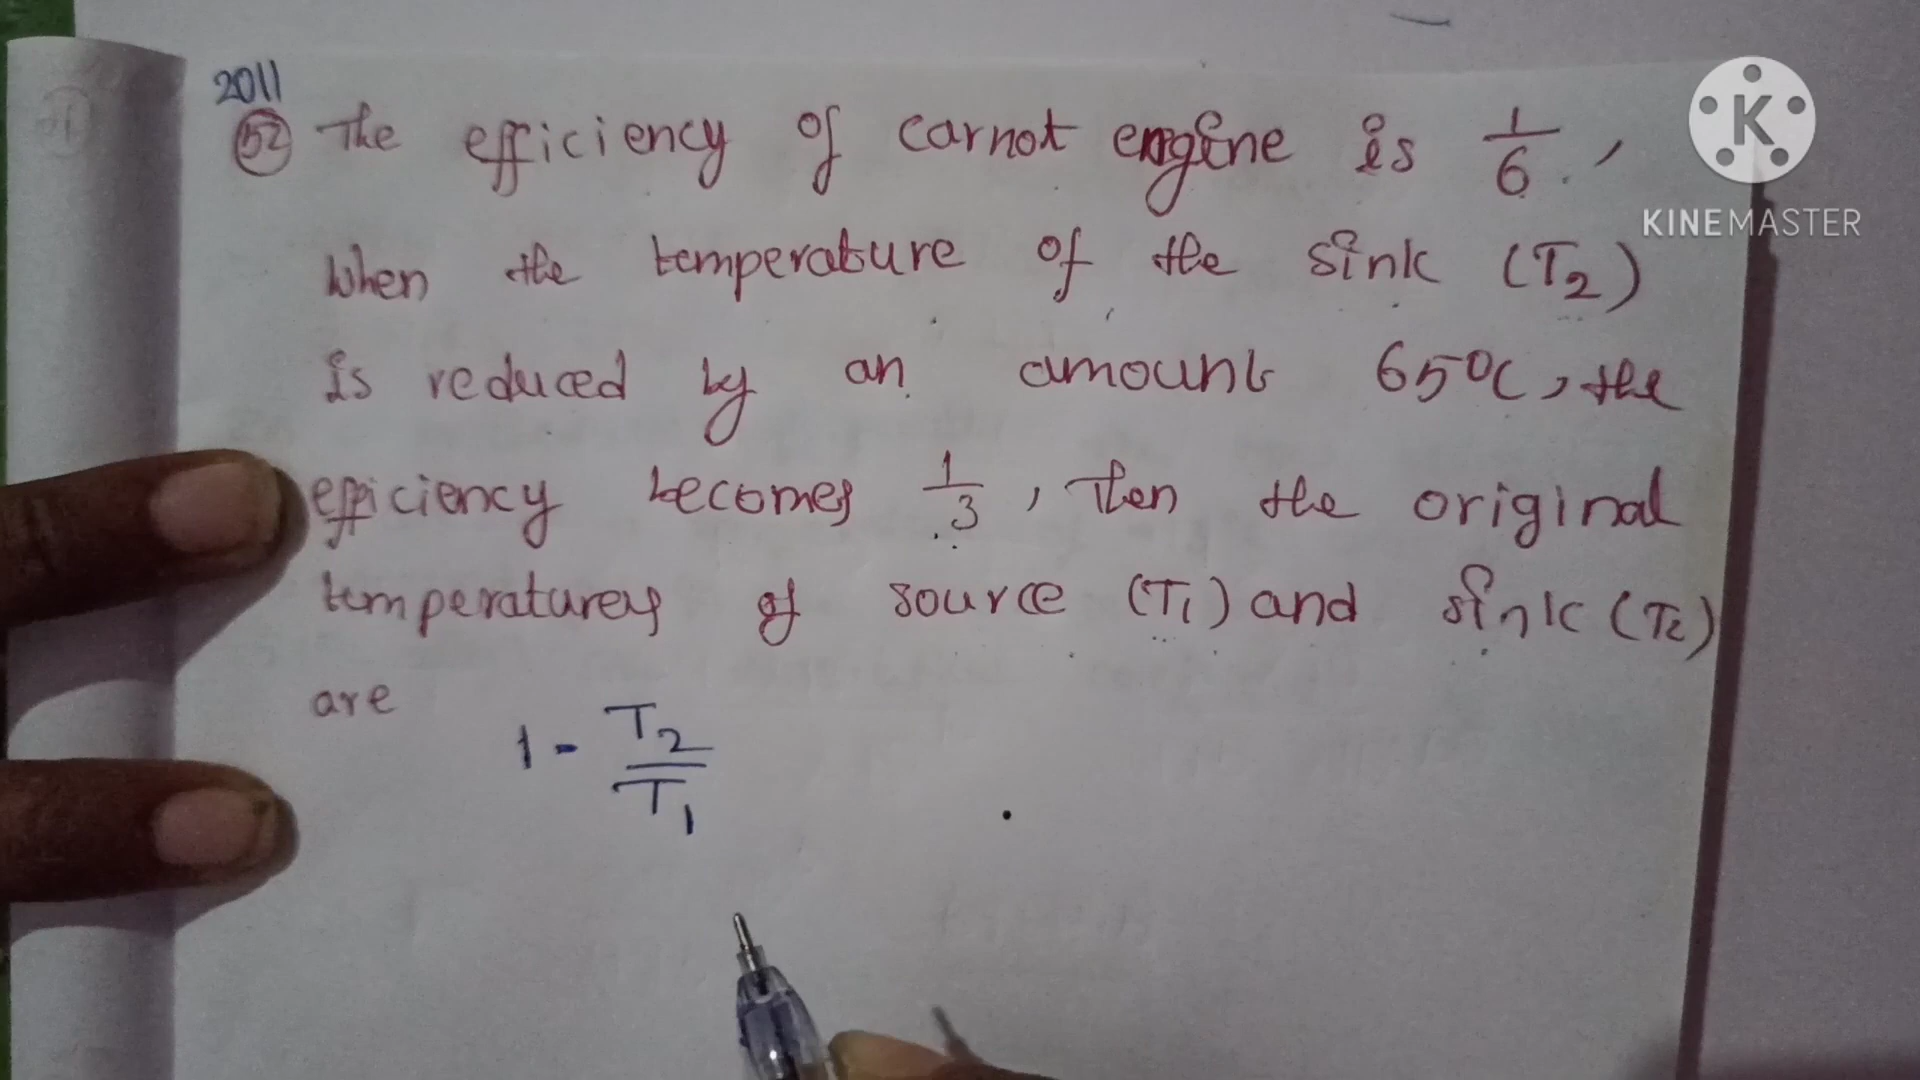 2011
52 The efficiency of carnot engine is 1/6,
When the temperature of the sink (T2)
is reduced by an amount 65°C, the
efficiency becomes 1/3, Then the original
temperatures of source (T1) and sink (T2)
are
1 - T2/T1
K
KINEMASTER